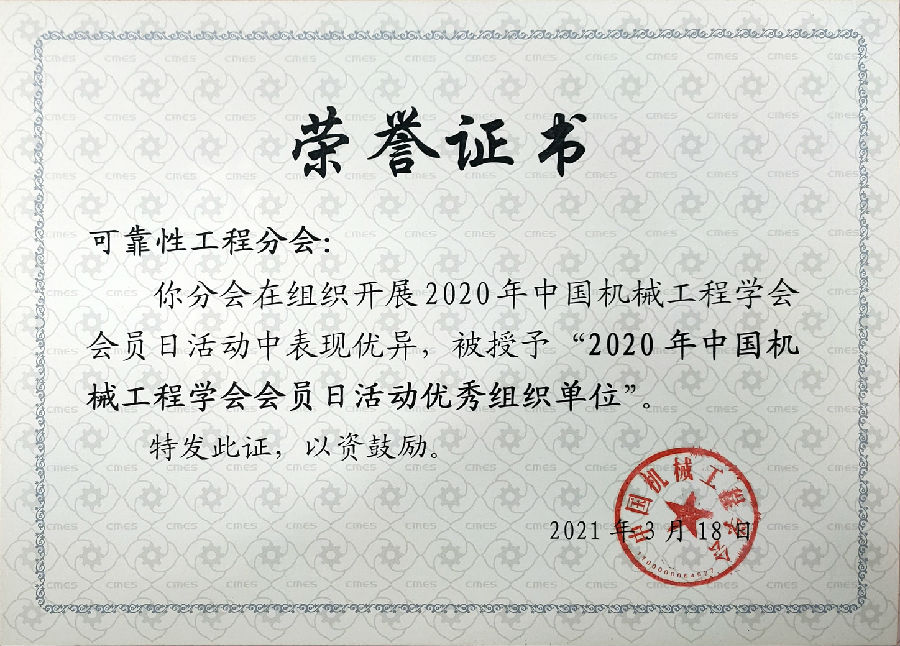 荣誉证书
可靠性工程分会：
你分会在组织开展2020年中国机械工程学会
会员日活动中表现优异，被授予“2020年中国机
械工程学会会员日活动优秀组织单位”。
特发此证，以资鼓励。
中国机械工程学会
2021年3月18日
CMES